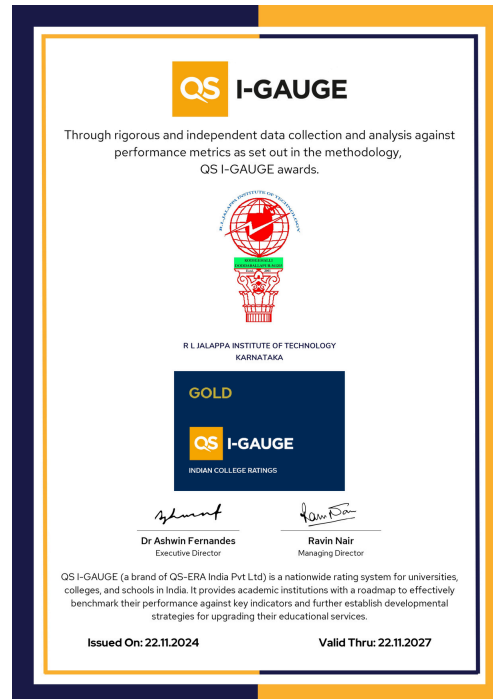 QS I-GAUGE
Through rigorous and independent data collection and analysis against
performance metrics as set out in the methodology,
QS I-GAUGE awards.
R. L. JALAPPA INSTITUTE OF TECHNOLOGY
R L JALAPPA INSTITUTE OF TECHNOLOGY
KARNATAKA
GOLD
QS I-GAUGE
INDIAN COLLEGE RATINGS
Dr Ashwin Fernandes
Executive Director
Ravin Nair
Managing Director
QS I-GAUGE (a brand of QS-ERA India Pvt Ltd) is a nationwide rating system for universities,
colleges, and schools in India. It provides academic institutions with a roadmap to effectively
benchmark their performance against key indicators and further establish developmental
strategies for upgrading their educational services.
Issued On: 22.11.2024
Valid Thru: 22.11.2027